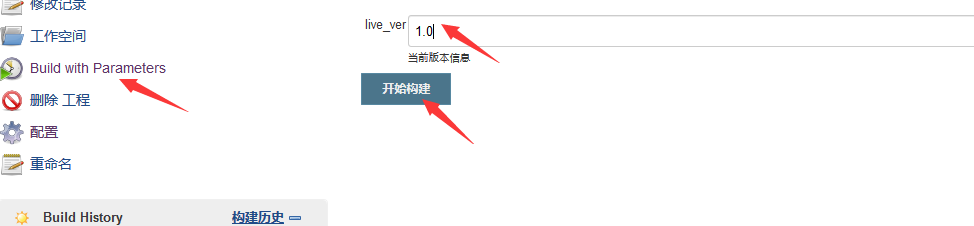 修改记录
工作空间
Build with Parameters
删除 工程
配置
重命名
Build History 构建历史
live_ver 1.0
当前版本信息
开始构建